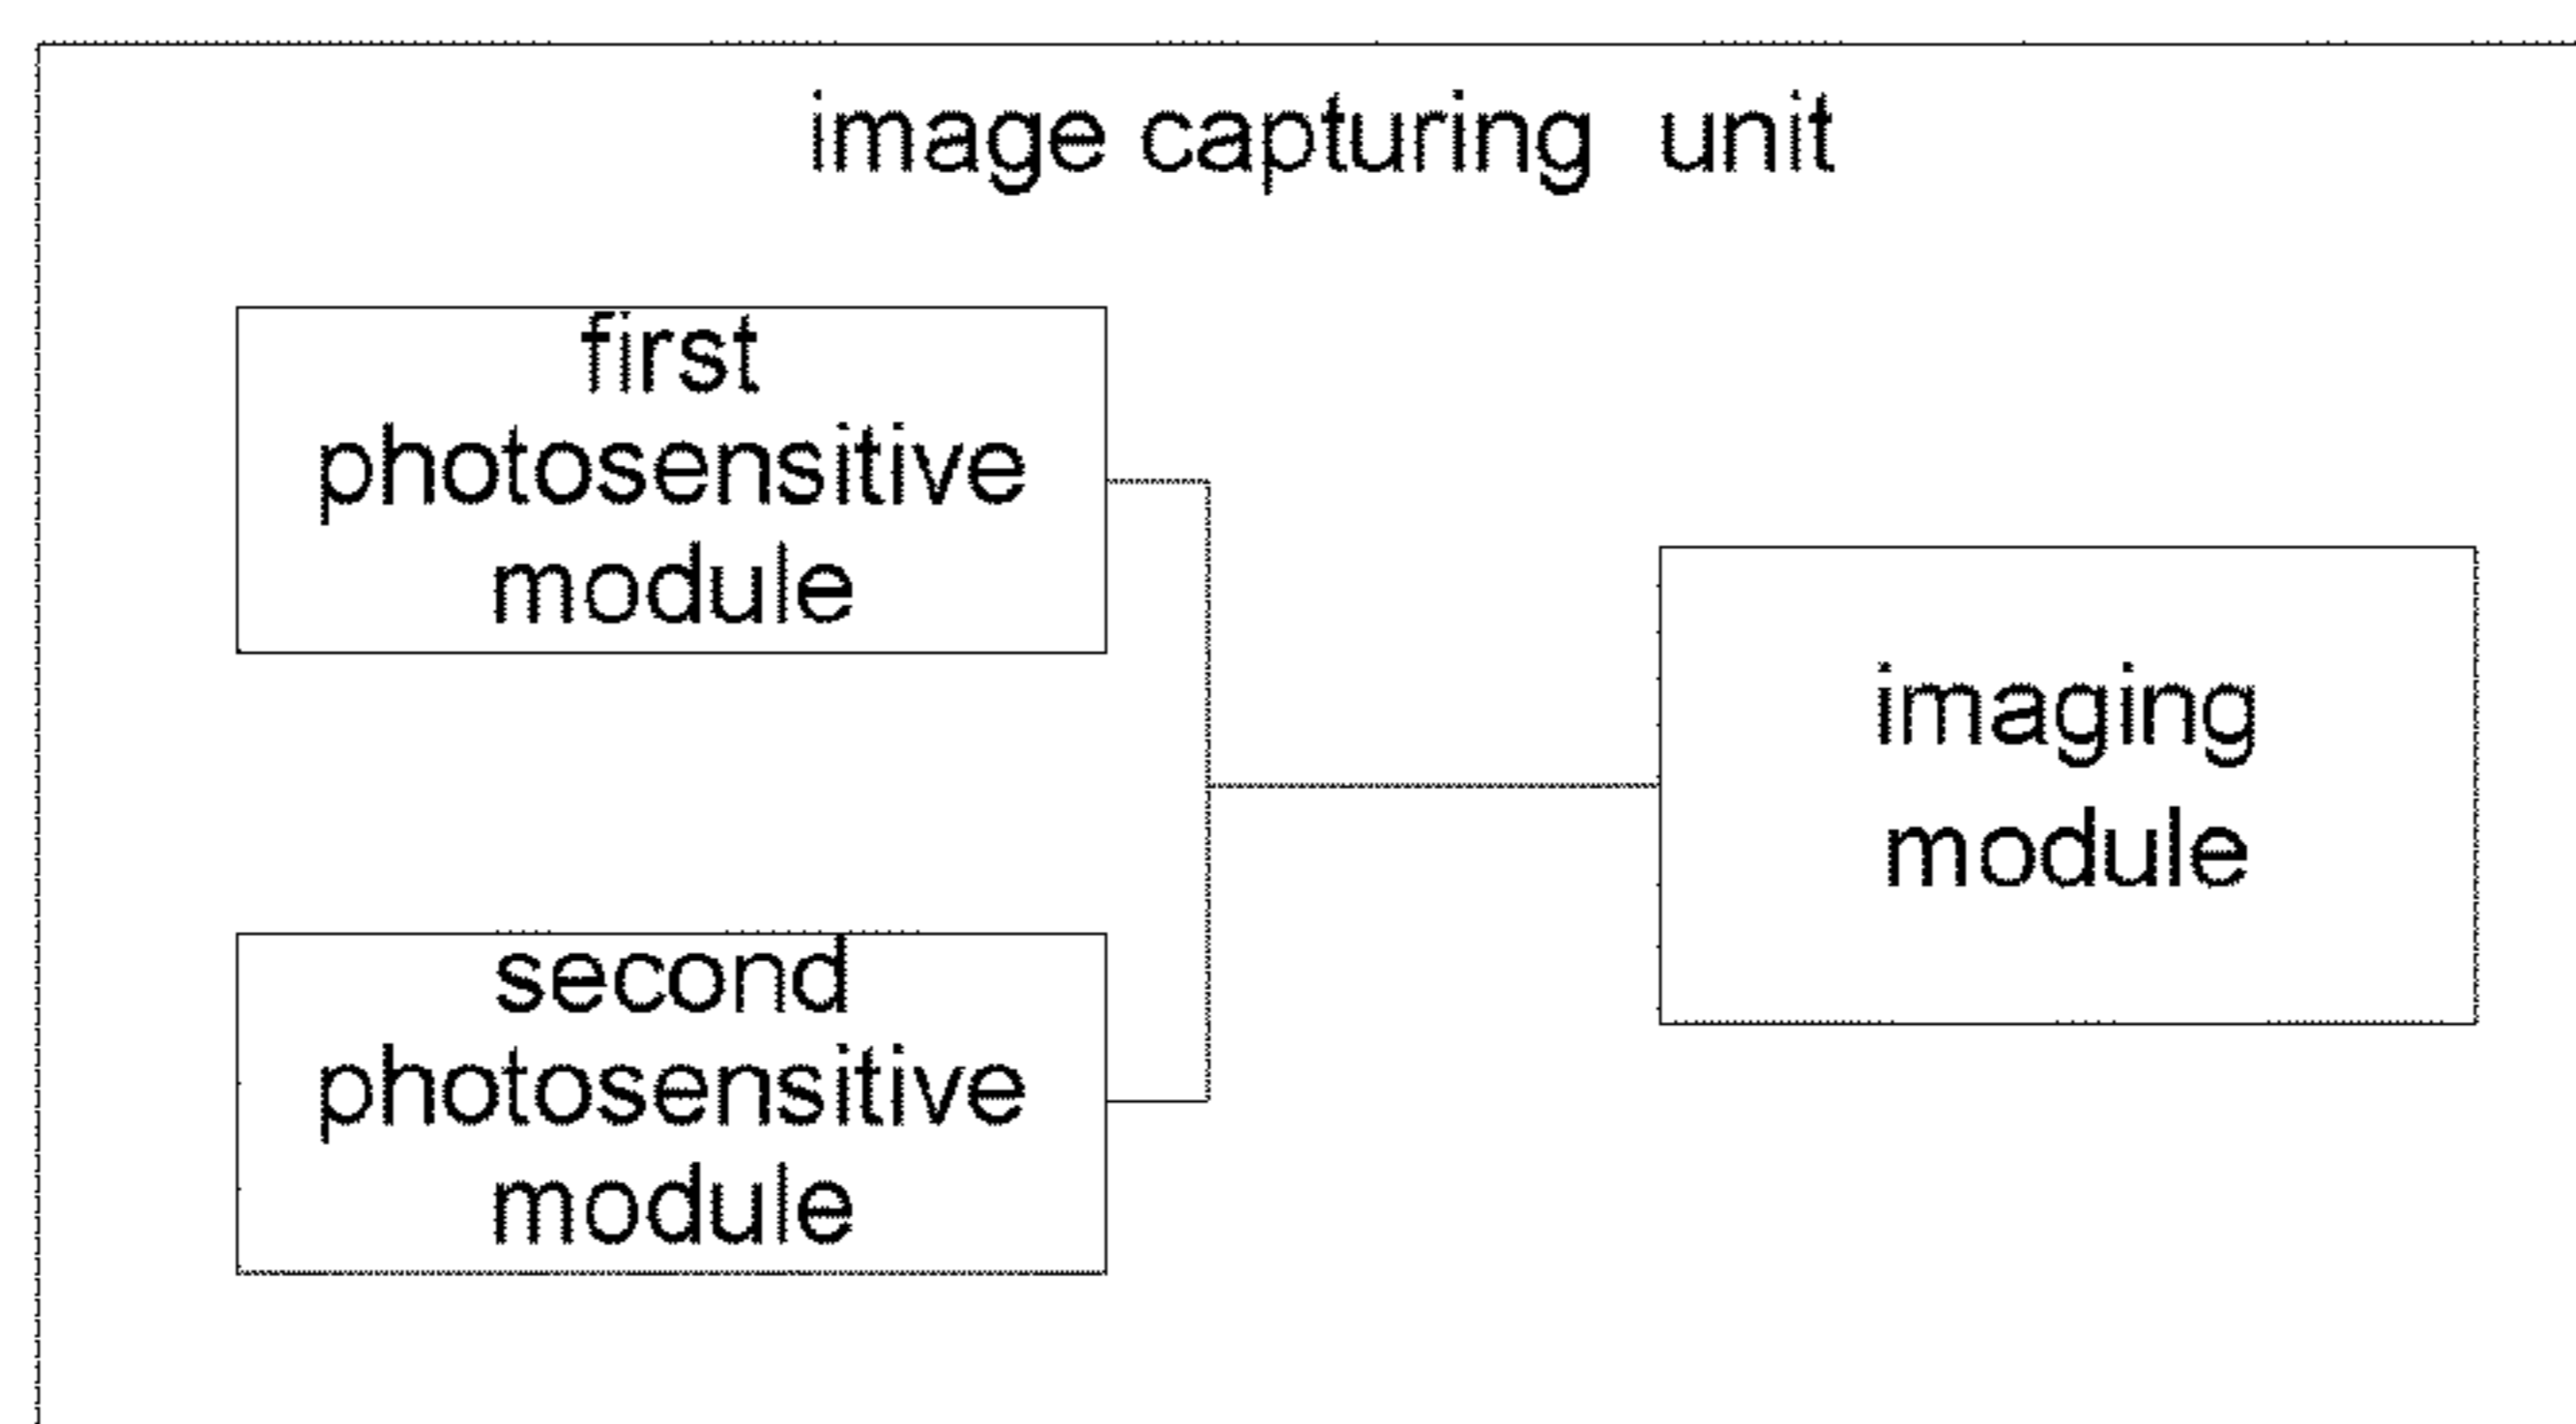 image capturing unit
first
photosensitive
module
imaging
module
second
photosensitive
module